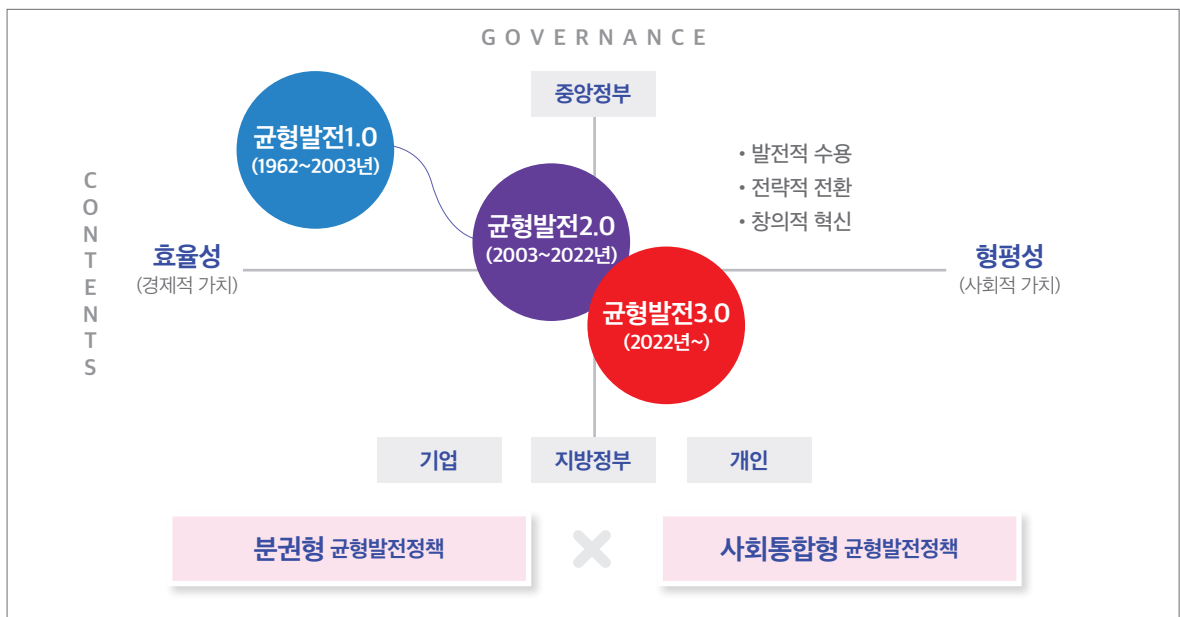 GOVERNANCE
중앙정부
균형발전1.0
(1962~2003년)
• 발전적 수용
• 전략적 전환
• 창의적 혁신
CONTENTS
균형발전2.0
(2003~2022년)
효율성
(경제적 가치)
형평성
(사회적 가치)
균형발전3.0
(2022년~)
기업
지방정부
개인
분권형 균형발전정책
사회통합형 균형발전정책